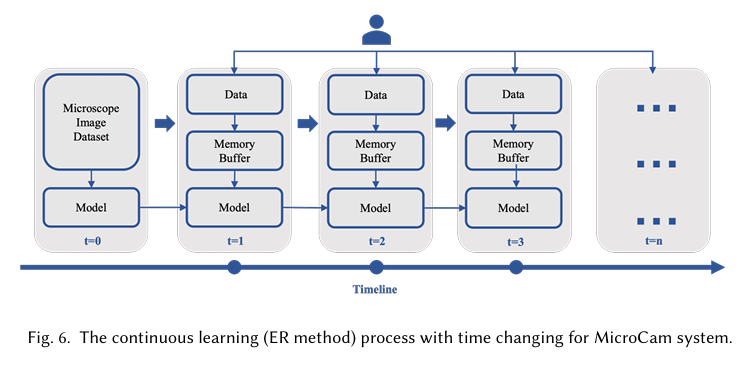 Microscope
Image
Dataset
Model
t=0
Data
Memory
Buffer
Model
t=1
Data
Memory
Buffer
Model
t=2
Data
Memory
Buffer
Model
t=3
t=n
Timeline
Fig. 6. The continuous learning (ER method) process with time changing for MicroCam system.